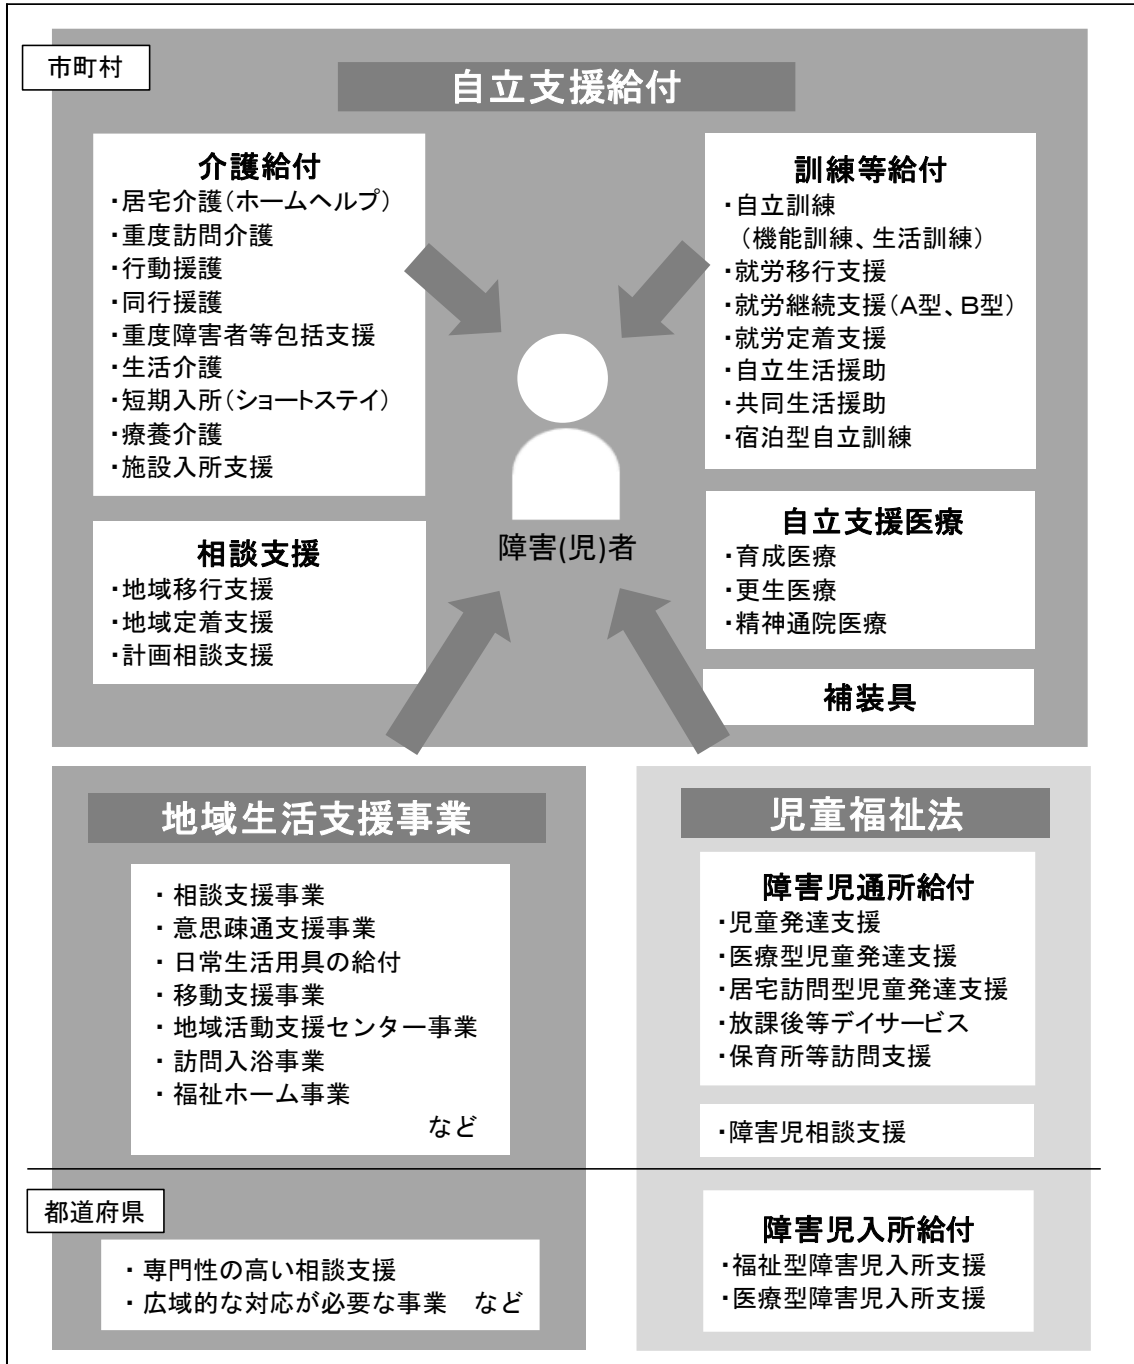 市町村
自立支援給付
介護給付
・居宅介護(ホームヘルプ)
・重度訪問介護
・行動援護
・同行援護
・重度障害者等包括支援
・生活介護
・短期入所(ショートステイ)
・療養介護
・施設入所支援
訓練等給付
・自立訓練
(機能訓練、生活訓練)
・就労移行支援
・就労継続支援(A型、B型)
・就労定着支援
・自立生活援助
・共同生活援助
・宿泊型自立訓練
障害(児)者
相談支援
・地域移行支援
・地域定着支援
・計画相談支援
自立支援医療
・育成医療
・更生医療
・精神通院医療
補装具
地域生活支援事業
・ 相談支援事業
・ 意思疎通支援事業
・ 日常生活用具の給付
・ 移動支援事業
・ 地域活動支援センター事業
・ 訪問入浴事業
・ 福祉ホーム事業
など
児童福祉法
障害児通所給付
・児童発達支援
・医療型児童発達支援
・居宅訪問型児童発達支援
・放課後等デイサービス
・保育所等訪問支援
・障害児相談支援
都道府県
・ 専門性の高い相談支援
・ 広域的な対応が必要な事業 など
障害児入所給付
・福祉型障害児入所支援
・医療型障害児入所支援